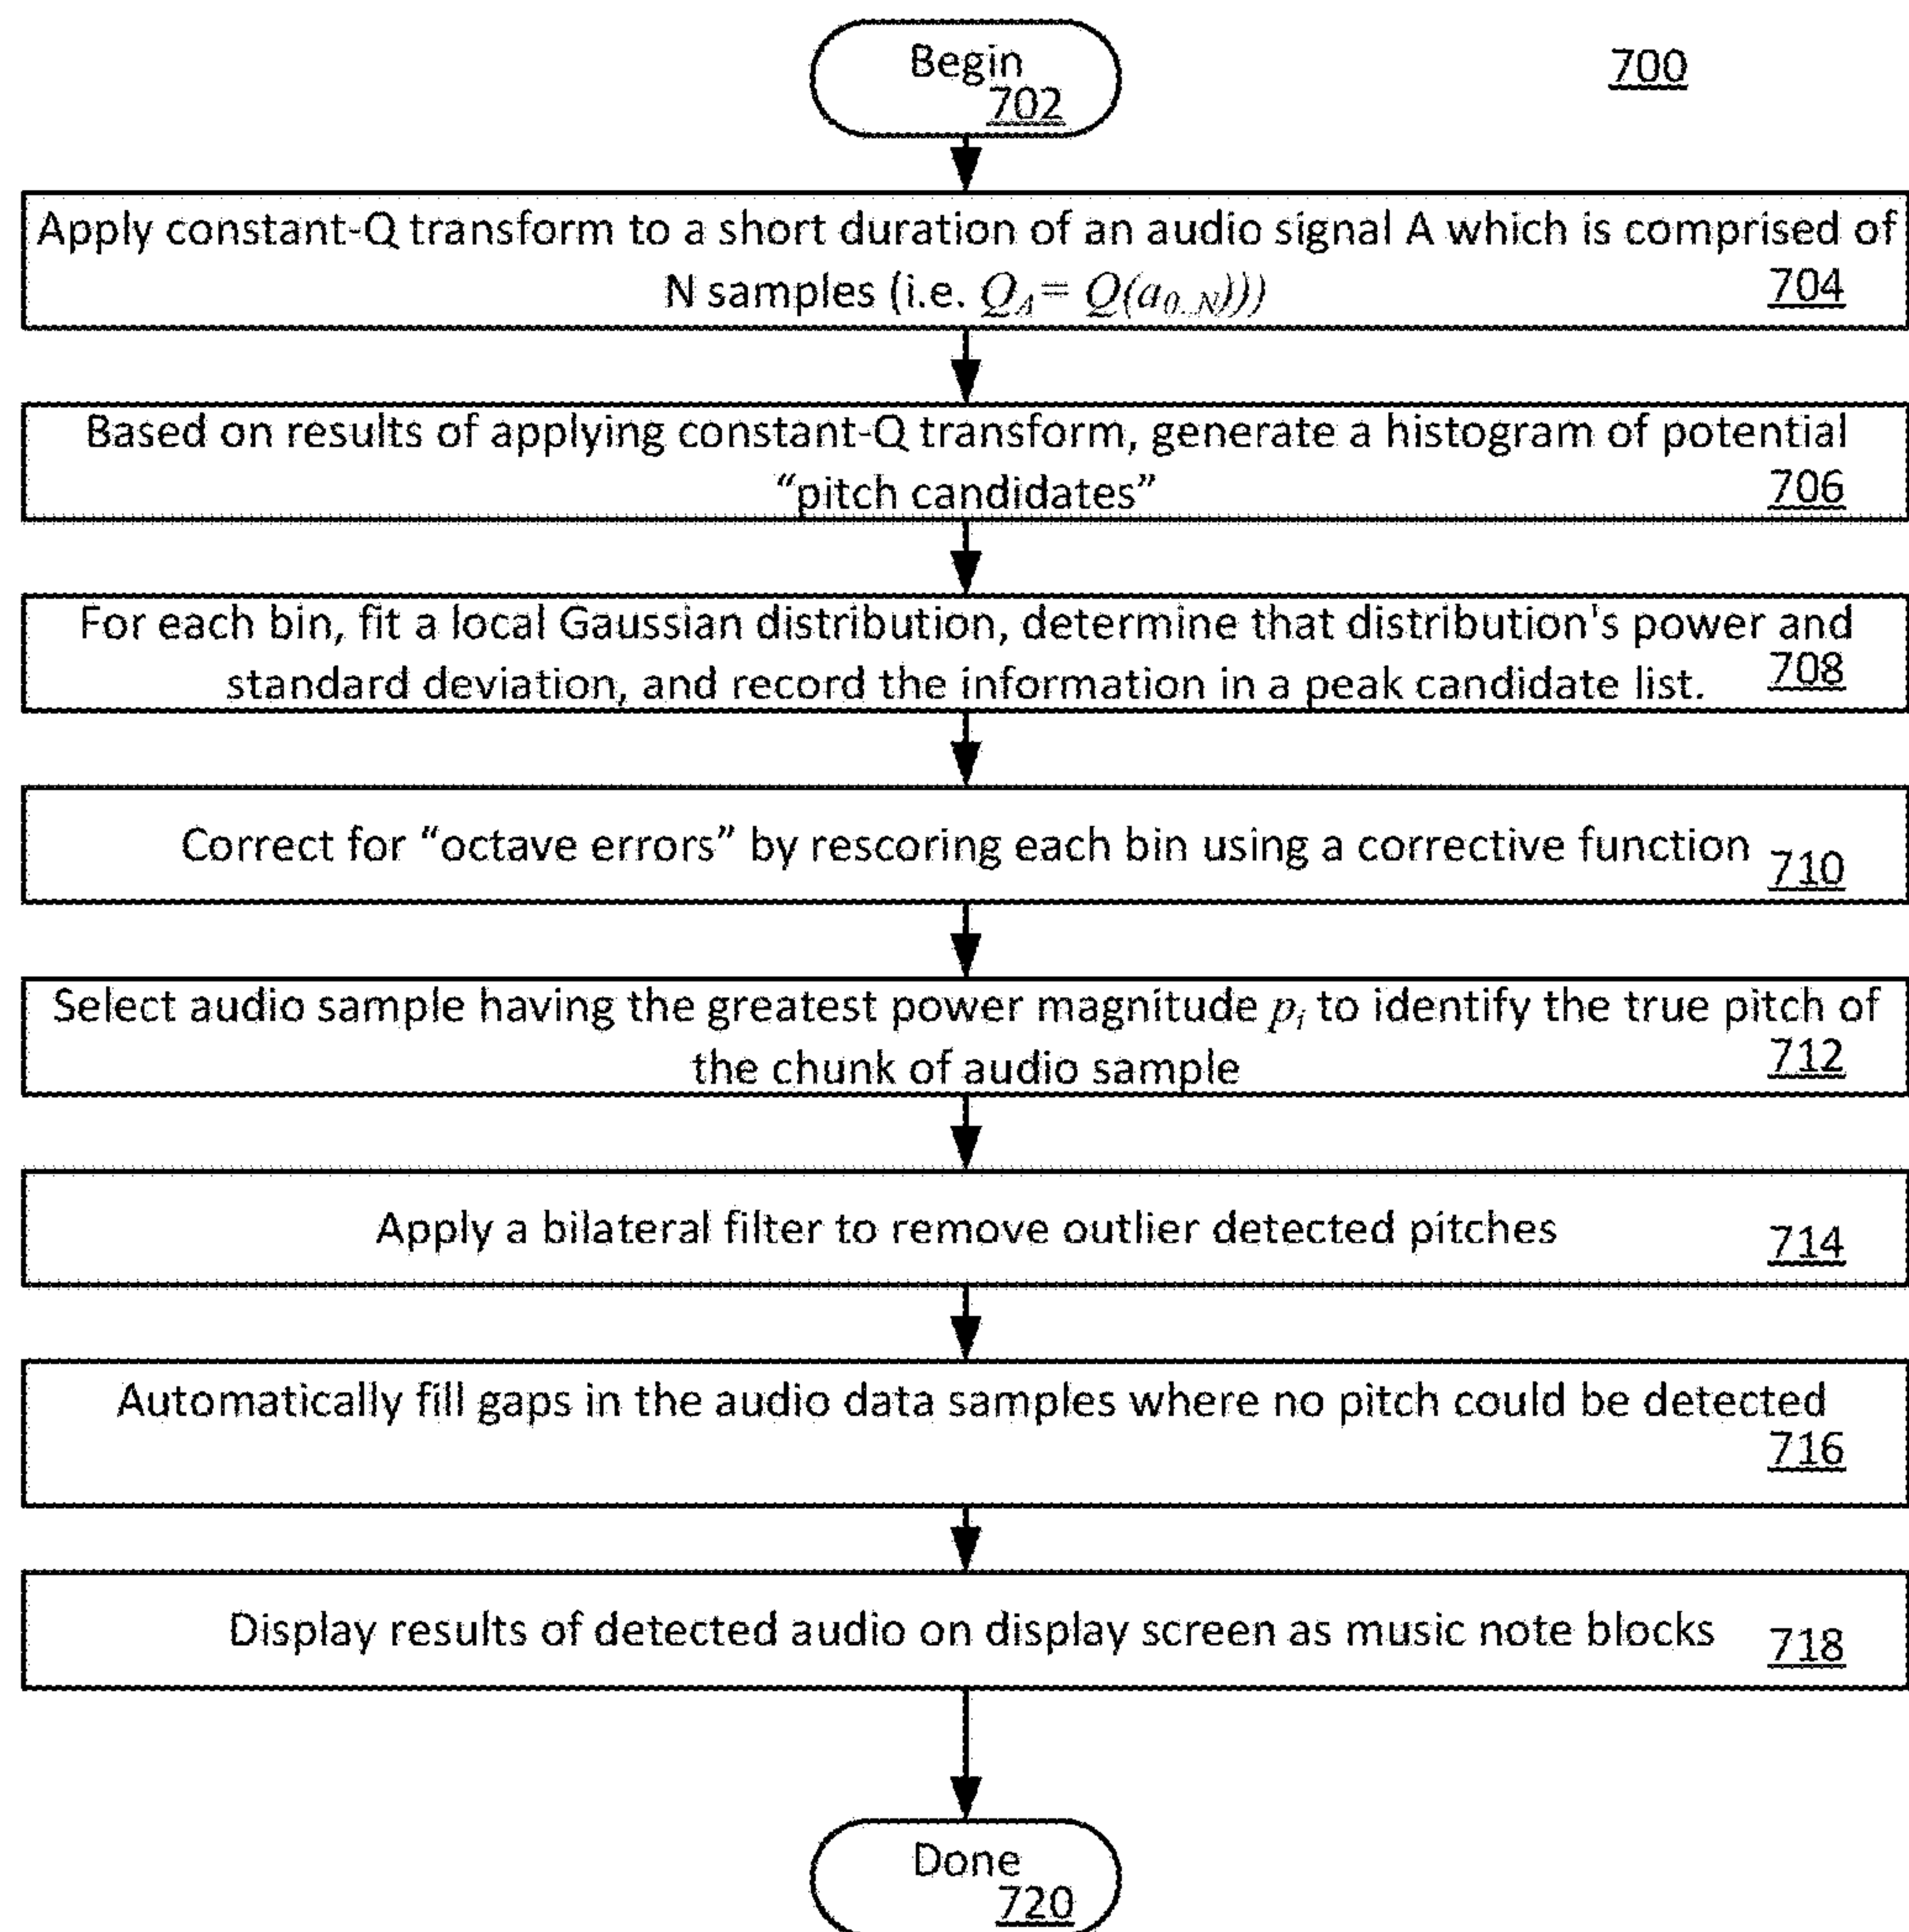 Begin
702
700
Apply constant-Q transform to a short duration of an audio signal A which is comprised of
N samples (i.e. Q_A = Q(a_{0..N})))
704
Based on results of applying constant-Q transform, generate a histogram of potential
“pitch candidates”
706
For each bin, fit a local Gaussian distribution, determine that distribution's power and
standard deviation, and record the information in a peak candidate list.
708
Correct for “octave errors” by rescoring each bin using a corrective function
710
Select audio sample having the greatest power magnitude p_i to identify the true pitch of
the chunk of audio sample
712
Apply a bilateral filter to remove outlier detected pitches
714
Automatically fill gaps in the audio data samples where no pitch could be detected
716
Display results of detected audio on display screen as music note blocks
718
Done
720